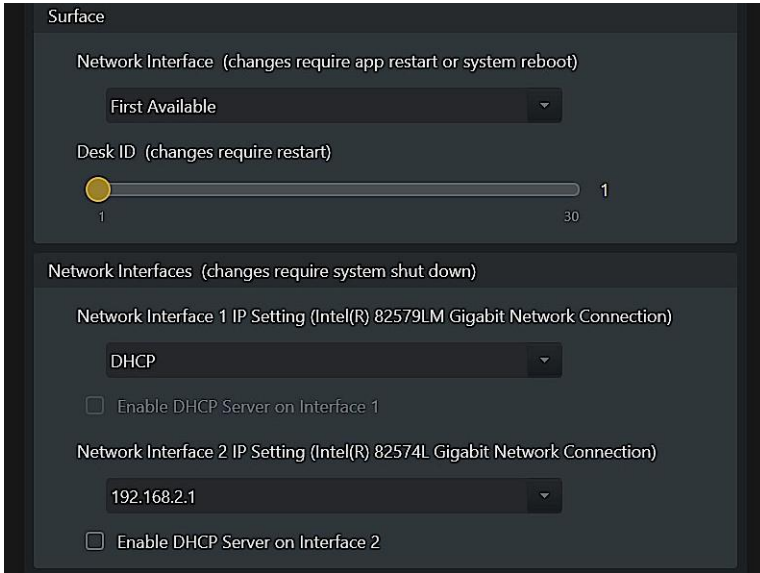 Surface
Network Interface (changes require app restart or system reboot)
First Available
Desk ID (changes require restart)
1
1 30
Network Interfaces (changes require system shut down)
Network Interface 1 IP Setting (Intel(R) 82579LM Gigabit Network Connection)
DHCP
Enable DHCP Server on Interface 1
Network Interface 2 IP Setting (Intel(R) 82574L Gigabit Network Connection)
192.168.2.1
Enable DHCP Server on Interface 2